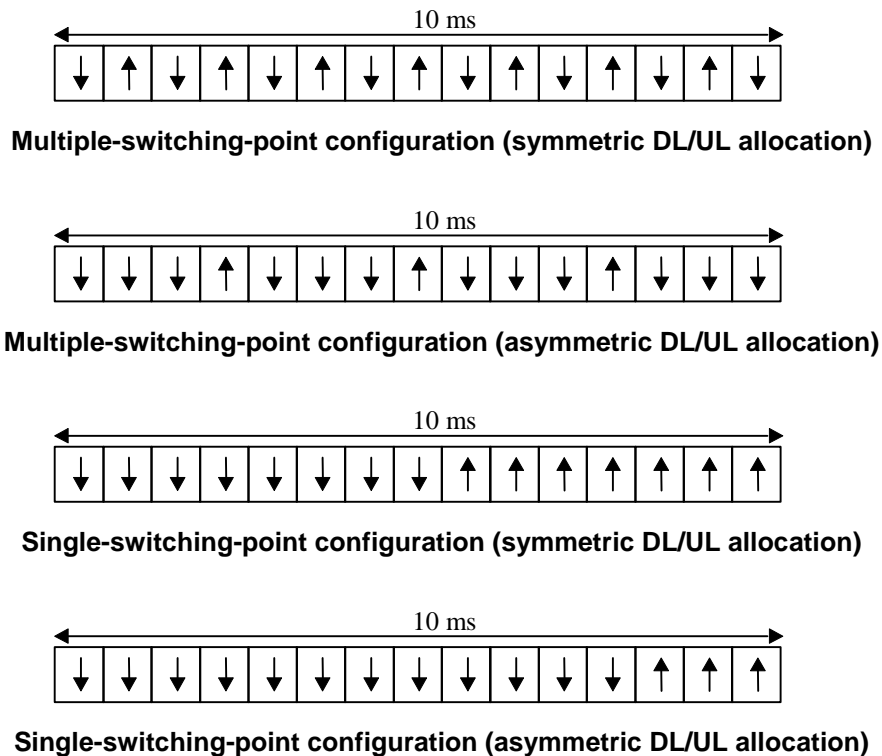 10 ms
Multiple-switching-point configuration (symmetric DL/UL allocation)
10 ms
Multiple-switching-point configuration (asymmetric DL/UL allocation)
10 ms
Single-switching-point configuration (symmetric DL/UL allocation)
10 ms
Single-switching-point configuration (asymmetric DL/UL allocation)